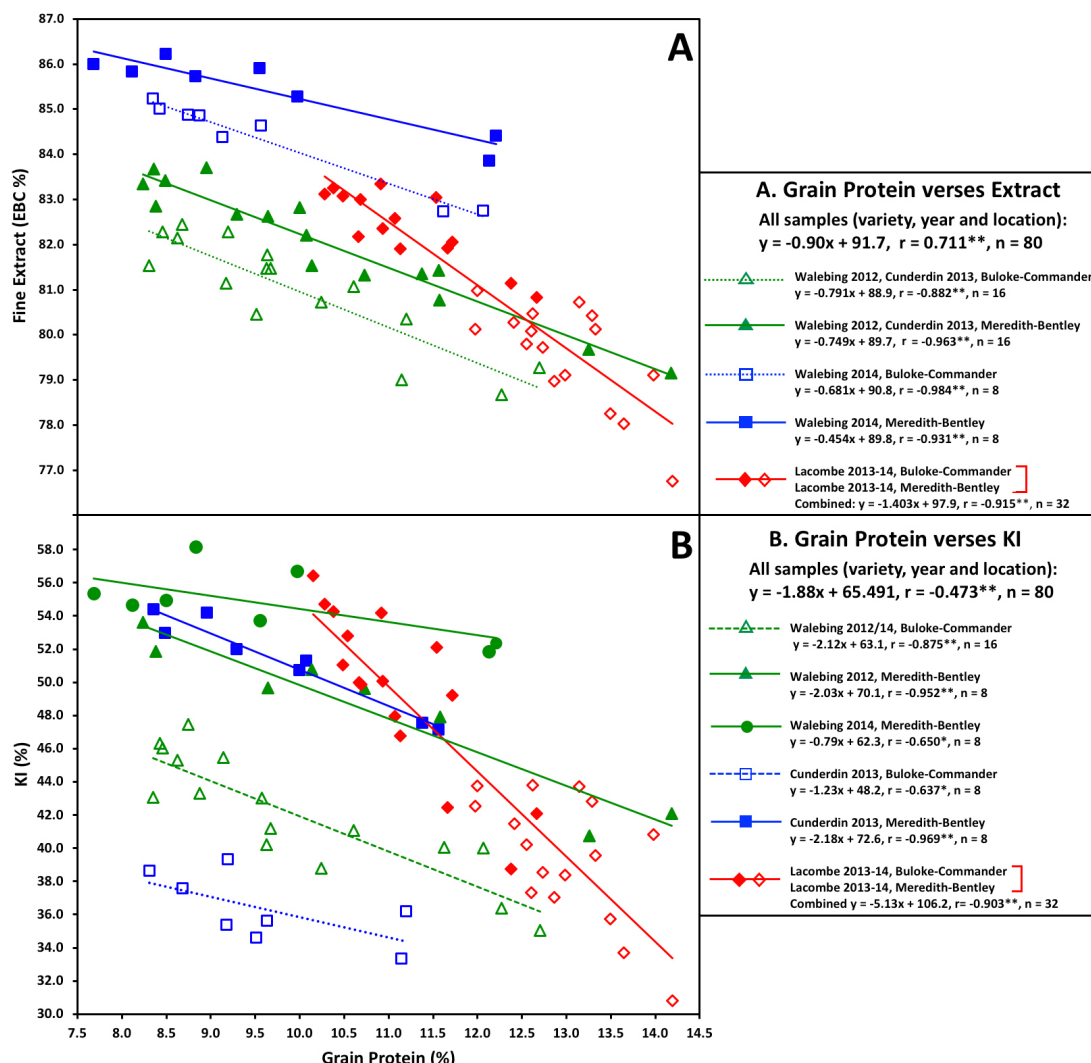 87.0
86.0
85.0
84.0
83.0
82.0
81.0
80.0
79.0
78.0
77.0
Fine Extract (EBC %)
A
A. Grain Protein verses Extract
All samples (variety, year and location):
y = -0.90x + 91.7, r = 0.711**, n = 80
Walebing 2012, Cunderdin 2013, Buloke-Commander
y = -0.791x + 88.9, r = -0.882**, n = 16
Walebing 2012, Cunderdin 2013, Meredith-Bentley
y = -0.749x + 89.7, r = -0.963**, n = 16
Walebing 2014, Buloke-Commander
y = -0.681x + 90.8, r = -0.984**, n = 8
Walebing 2014, Meredith-Bentley
y = -0.454x + 89.8, r = -0.931**, n = 8
Lacombe 2013-14, Buloke-Commander
Lacombe 2013-14, Meredith-Bentley
Combined: y = -1.403x + 97.9, r = -0.915**, n = 32
58.0
56.0
54.0
52.0
50.0
48.0
46.0
44.0
42.0
40.0
38.0
36.0
34.0
32.0
30.0
KI (%)
B
B. Grain Protein verses KI
All samples (variety, year and location):
y = -1.88x + 65.491, r = -0.473**, n = 80
Walebing 2012/14, Buloke-Commander
y = -2.12x + 63.1, r = -0.875**, n = 16
Walebing 2012, Meredith-Bentley
y = -2.03x + 70.1, r = -0.952**, n = 8
Walebing 2014, Meredith-Bentley
y = -0.79x + 62.3, r = -0.650*, n = 8
Cunderdin 2013, Buloke-Commander
y = -1.23x + 48.2, r = -0.637*, n = 8
Cunderdin 2013, Meredith-Bentley
y = -2.18x + 72.6, r = -0.969**, n = 8
Lacombe 2013-14, Buloke-Commander
Lacombe 2013-14, Meredith-Bentley
Combined y = -5.13x + 106.2, r= -0.903**, n = 32
7.5 8.0 8.5 9.0 9.5 10.0 10.5 11.0 11.5 12.0 12.5 13.0 13.5 14.0 14.5
Grain Protein (%)